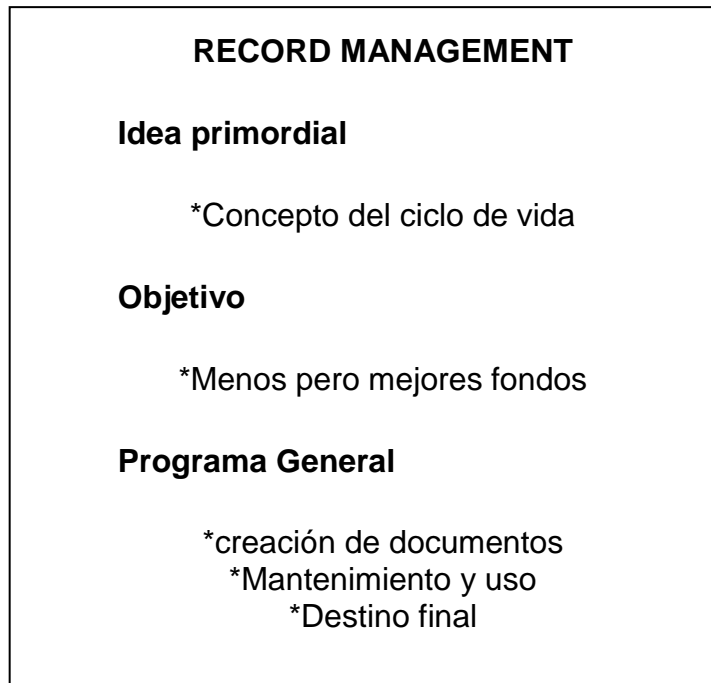 RECORD MANAGEMENT
Idea primordial
*Concepto del ciclo de vida
Objetivo
*Menos pero mejores fondos
Programa General
*creación de documentos
*Mantenimiento y uso
*Destino final